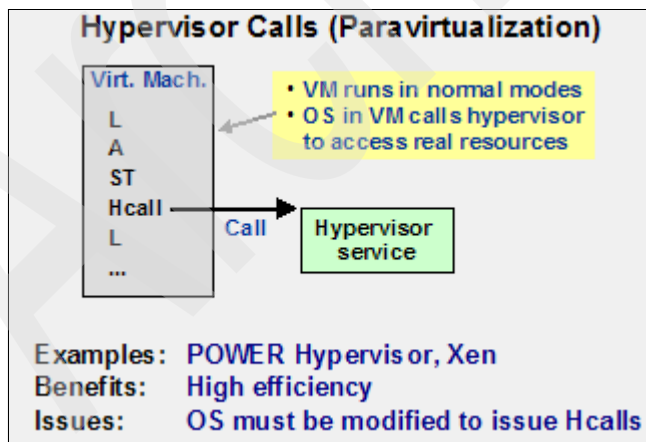 Hypervisor Calls (Paravirtualization)
Virt. Mach.
L
A
ST
Hcall
L
...
• VM runs in normal modes
• OS in VM calls hypervisor
to access real resources
Call
Hypervisor
service
Examples: POWER Hypervisor, Xen
Benefits: High efficiency
Issues: OS must be modified to issue Hcalls